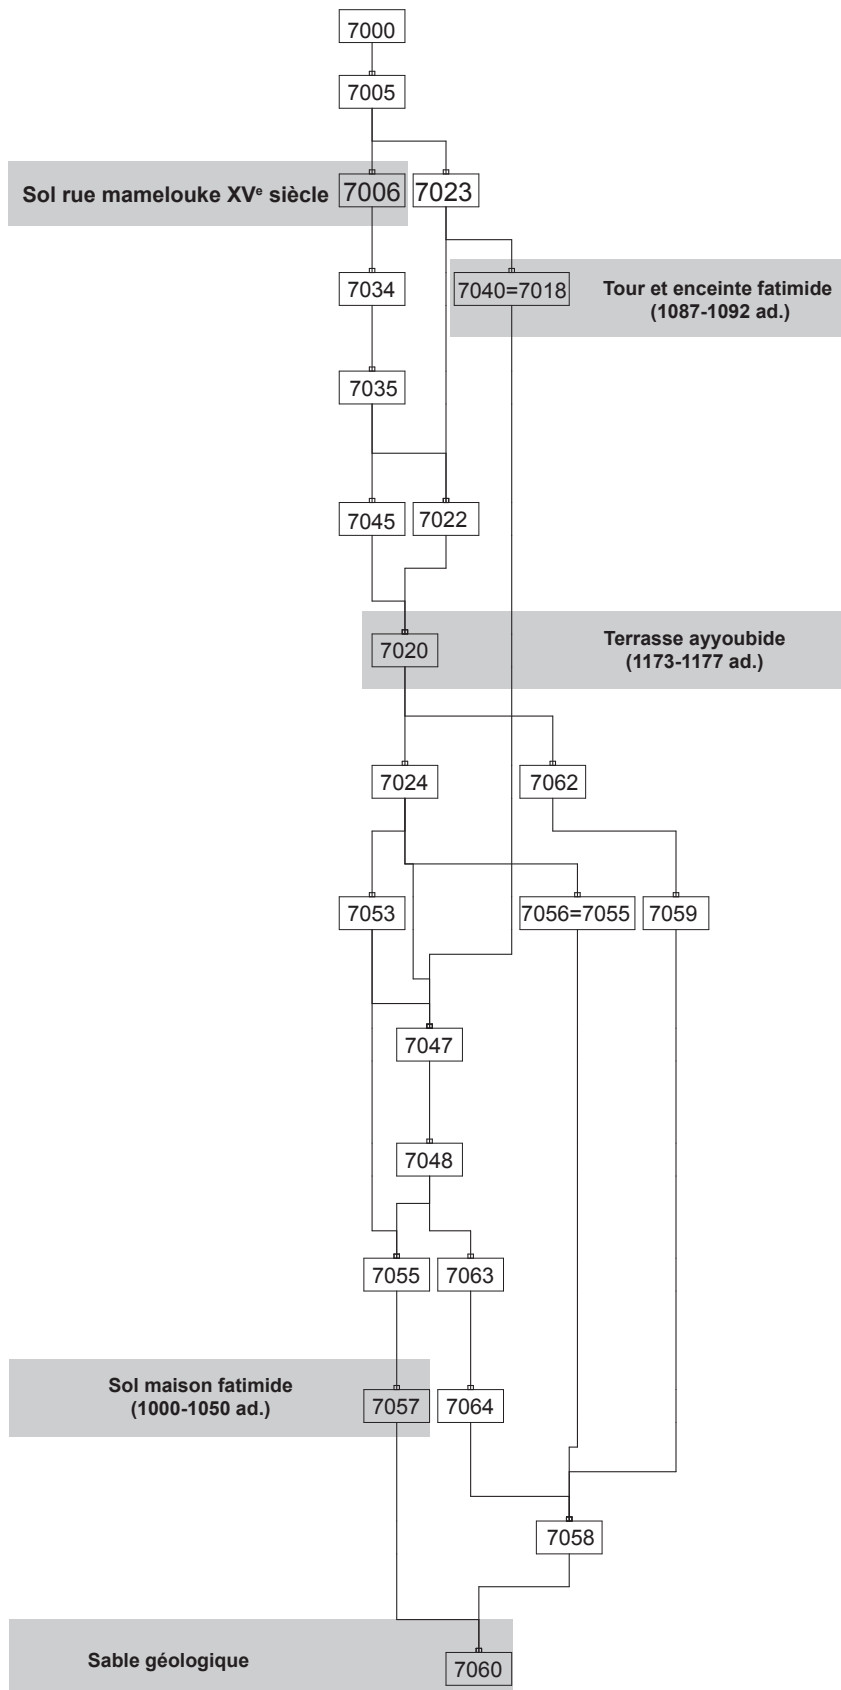 7000
7005
Sol rue mamelouke XVe siècle 7006 7023
7034 7040=7018 Tour et enceinte fatimide
(1087-1092 ad.)
7035
7045 7022
7020 Terrasse ayyoubide
(1173-1177 ad.)
7024 7062
7053 7056=7055 7059
7047
7048
7055 7063
Sol maison fatimide
(1000-1050 ad.)
7057 7064
7058
Sable géologique
7060